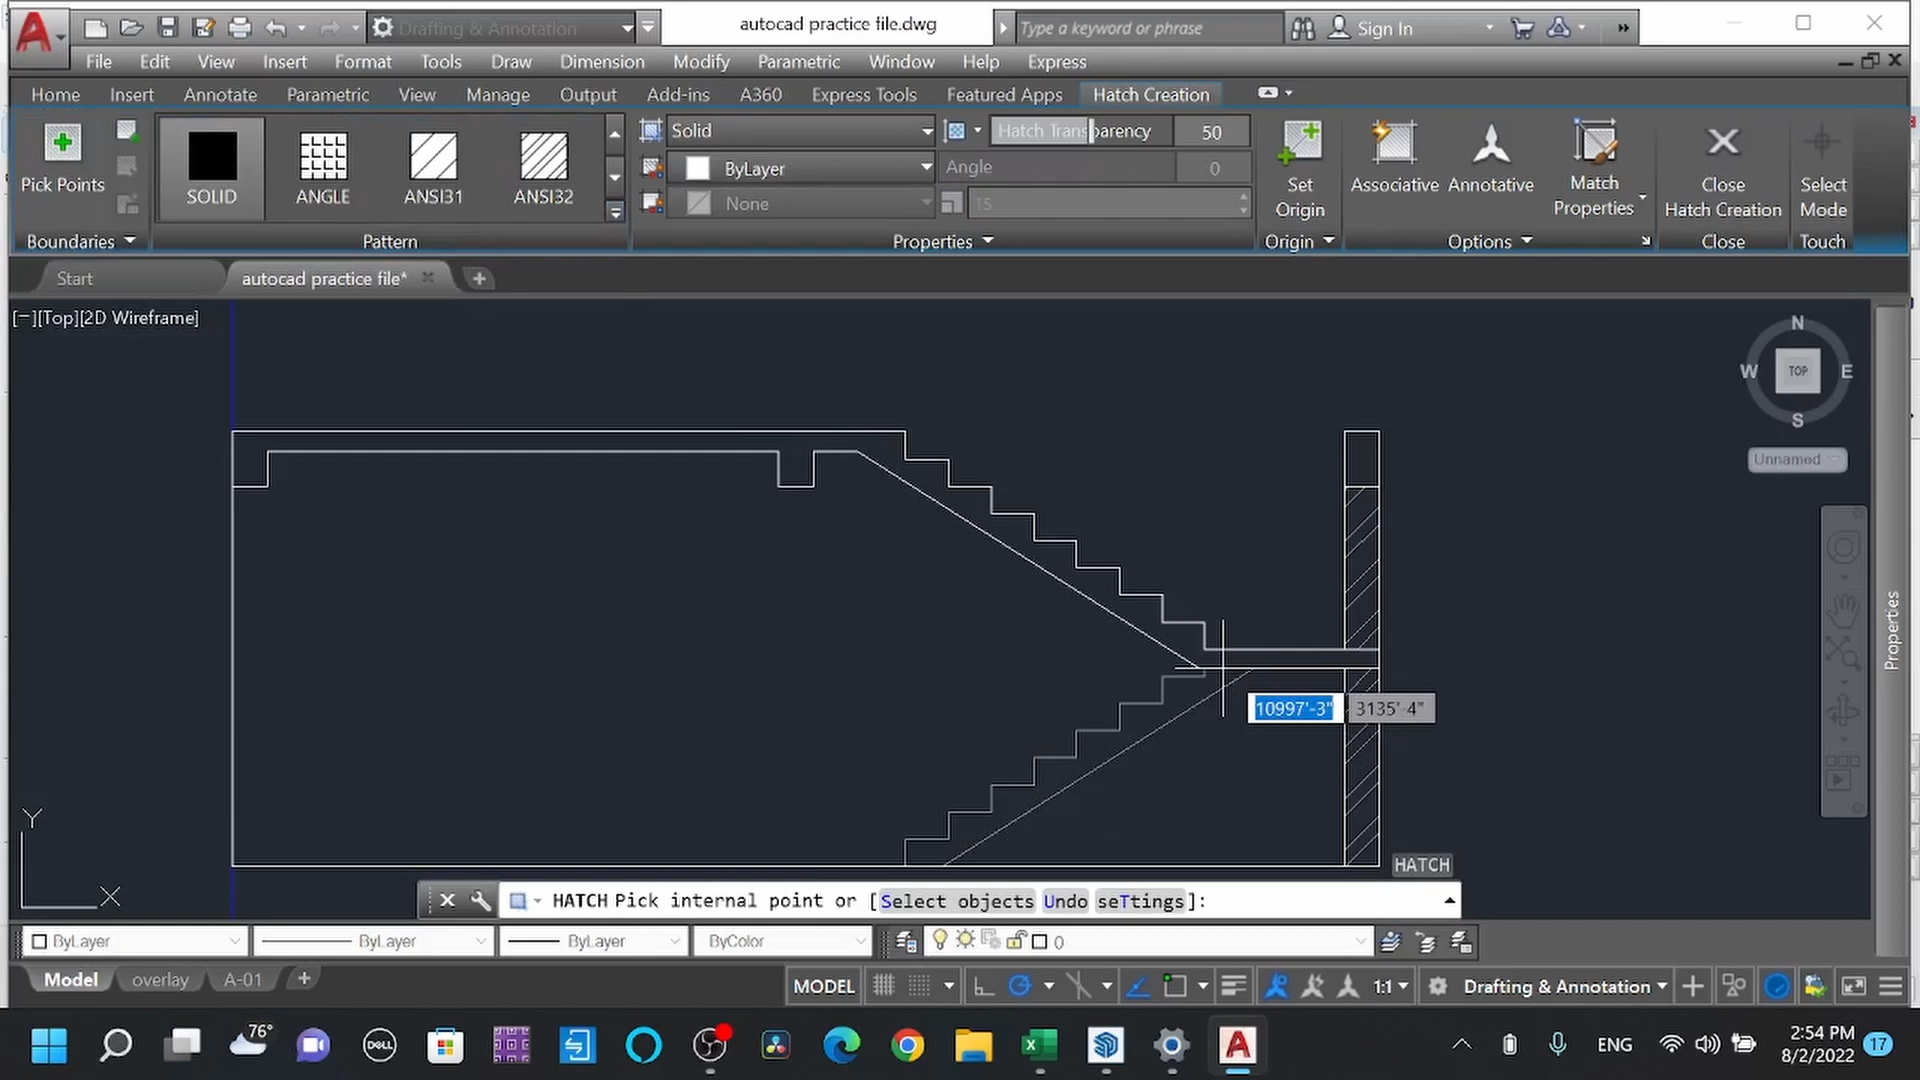 Drafting & Annotation
autocad practice file.dwg
Type a keyword or phrase
Sign In
File Edit View Insert Format Tools Draw Dimension Modify Parametric Window Help Express
Home Insert Annotate Parametric View Manage Output Add-ins A360 Express Tools Featured Apps Hatch Creation
Pick Points
SOLID
ANGLE
ANSI31
ANSI32
Solid
Hatch Transparency 50
ByLayer
Angle 0
None
15
Set
Origin
Associative
Annotative
Match
Properties
Close
Hatch Creation
Select
Mode
Boundaries
Pattern
Properties
Origin
Options
Close
Touch
Start
autocad practice file*
[−][Top][2D Wireframe]
N
W
TOP
E
S
Unnamed
Properties
10997'-3" 3135'-4"
Y
X
HATCH
HATCH Pick internal point or [Select objects Undo seTtings]:
ByLayer
ByLayer
ByLayer
ByColor
0
Model
overlay
A-01
MODEL
1:1
Drafting & Annotation
76°
DELL
ENG
2:54 PM
8/2/2022
17